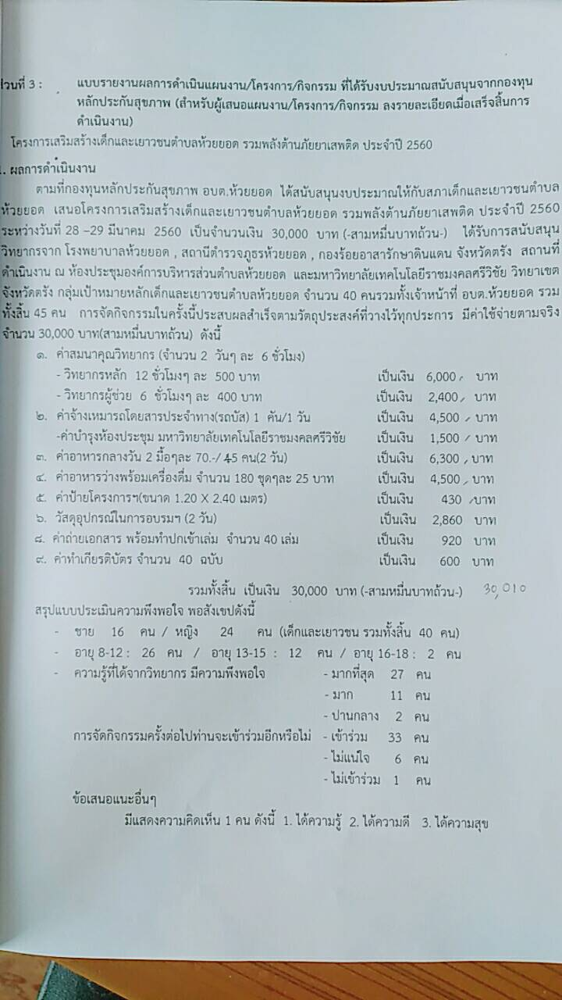 ส่วนที่ 3 : แบบรายงานผลการดำเนินแผนงาน/โครงการ/กิจกรรม ที่ได้รับงบประมาณสนับสนุนจากกองทุน
หลักประกันสุขภาพ (สำหรับผู้เสนอแผนงาน/โครงการ/กิจกรรม ลงรายละเอียดเมื่อเสร็จสิ้นการ
ดำเนินงาน)
โครงการเสริมสร้างเด็กและเยาวชนตำบลห้วยยอด รวมพลังต้านภัยยาเสพติด ประจำปี 2560
1. ผลการดำเนินงาน
ตามที่กองทุนหลักประกันสุขภาพ อบต.ห้วยยอด ได้สนับสนุนงบประมาณให้กับสภาเด็กและเยาวชนตำบล
ห้วยยอด เสนอโครงการเสริมสร้างเด็กและเยาวชนตำบลห้วยยอด รวมพลังต้านภัยยาเสพติด ประจำปี 2560
ระหว่างวันที่ 28 –29 มีนาคม 2560 เป็นจำนวนเงิน 30,000 บาท (-สามหมื่นบาทถ้วน-) ได้รับการสนับสนุน
วิทยากรจาก โรงพยาบาลห้วยยอด , สถานีตำรวจภูธรห้วยยอด , กองร้อยอาสารักษาดินแดน จังหวัดตรัง สถานที่
ดำเนินงาน ณ ห้องประชุมองค์การบริหารส่วนตำบลห้วยยอด และมหาวิทยาลัยเทคโนโลยีราชมงคลศรีวิชัย วิทยาเขต
จังหวัดตรัง กลุ่มเป้าหมายหลักเด็กและเยาวชนตำบลห้วยยอด จำนวน 40 คนรวมทั้งเจ้าหน้าที่ อบต.ห้วยยอด รวม
ทั้งสิ้น 45 คน การจัดกิจกรรมในครั้งนี้ประสบผลสำเร็จตามวัตถุประสงค์ที่วางไว้ทุกประการ มีค่าใช้จ่ายตามจริง
จำนวน 30,000 บาท(สามหมื่นบาทถ้วน) ดังนี้
๑. ค่าสมนาคุณวิทยากร (จำนวน 2 วันๆ ละ 6 ชั่วโมง)
- วิทยากรหลัก 12 ชั่วโมงๆ ละ 500 บาท เป็นเงิน 6,000 บาท
- วิทยากรผู้ช่วย 6 ชั่วโมงๆ ละ 400 บาท เป็นเงิน 2,400 บาท
๒. ค่าจ้างเหมารถโดยสารประจำทาง(รถบัส) 1 คัน/1 วัน เป็นเงิน 4,500 บาท
-ค่าบำรุงห้องประชุม มหาวิทยาลัยเทคโนโลยีราชมงคลศรีวิชัย เป็นเงิน 1,500 บาท
๓. ค่าอาหารกลางวัน 2 มื้อๆละ 70.-/45 คน(2 วัน) เป็นเงิน 6,300 บาท
๔. ค่าอาหารว่างพร้อมเครื่องดื่ม จำนวน 180 ชุดๆละ 25 บาท เป็นเงิน 4,500 บาท
๕. ค่าป้ายโครงการฯ(ขนาด 1.20 X 2.40 เมตร) เป็นเงิน 430 บาท
๖. วัสดุอุปกรณ์ในการอบรมฯ (2 วัน) เป็นเงิน 2,860 บาท
๘. ค่าถ่ายเอกสาร พร้อมทำปกเข้าเล่ม จำนวน 40 เล่ม เป็นเงิน 920 บาท
๙. ค่าทำเกียรติบัตร จำนวน 40 ฉบับ เป็นเงิน 600 บาท
รวมทั้งสิ้น เป็นเงิน 30,000 บาท (-สามหมื่นบาทถ้วน-) 30,010
สรุปแบบประเมินความพึงพอใจ พอสังเขปดังนี้
- ชาย 16 คน / หญิง 24 คน (เด็กและเยาวชน รวมทั้งสิ้น 40 คน)
- อายุ 8-12 : 26 คน / อายุ 13-15 : 12 คน / อายุ 16-18 : 2 คน
- ความรู้ที่ได้จากวิทยากร มีความพึงพอใจ - มากที่สุด 27 คน
- มาก 11 คน
- ปานกลาง 2 คน
การจัดกิจกรรมครั้งต่อไปท่านจะเข้าร่วมอีกหรือไม่ - เข้าร่วม 33 คน
- ไม่แน่ใจ 6 คน
- ไม่เข้าร่วม 1 คน
ข้อเสนอแนะอื่นๆ
มีแสดงความคิดเห็น 1 คน ดังนี้ 1. ได้ความรู้ 2. ได้ความดี 3. ได้ความสุข